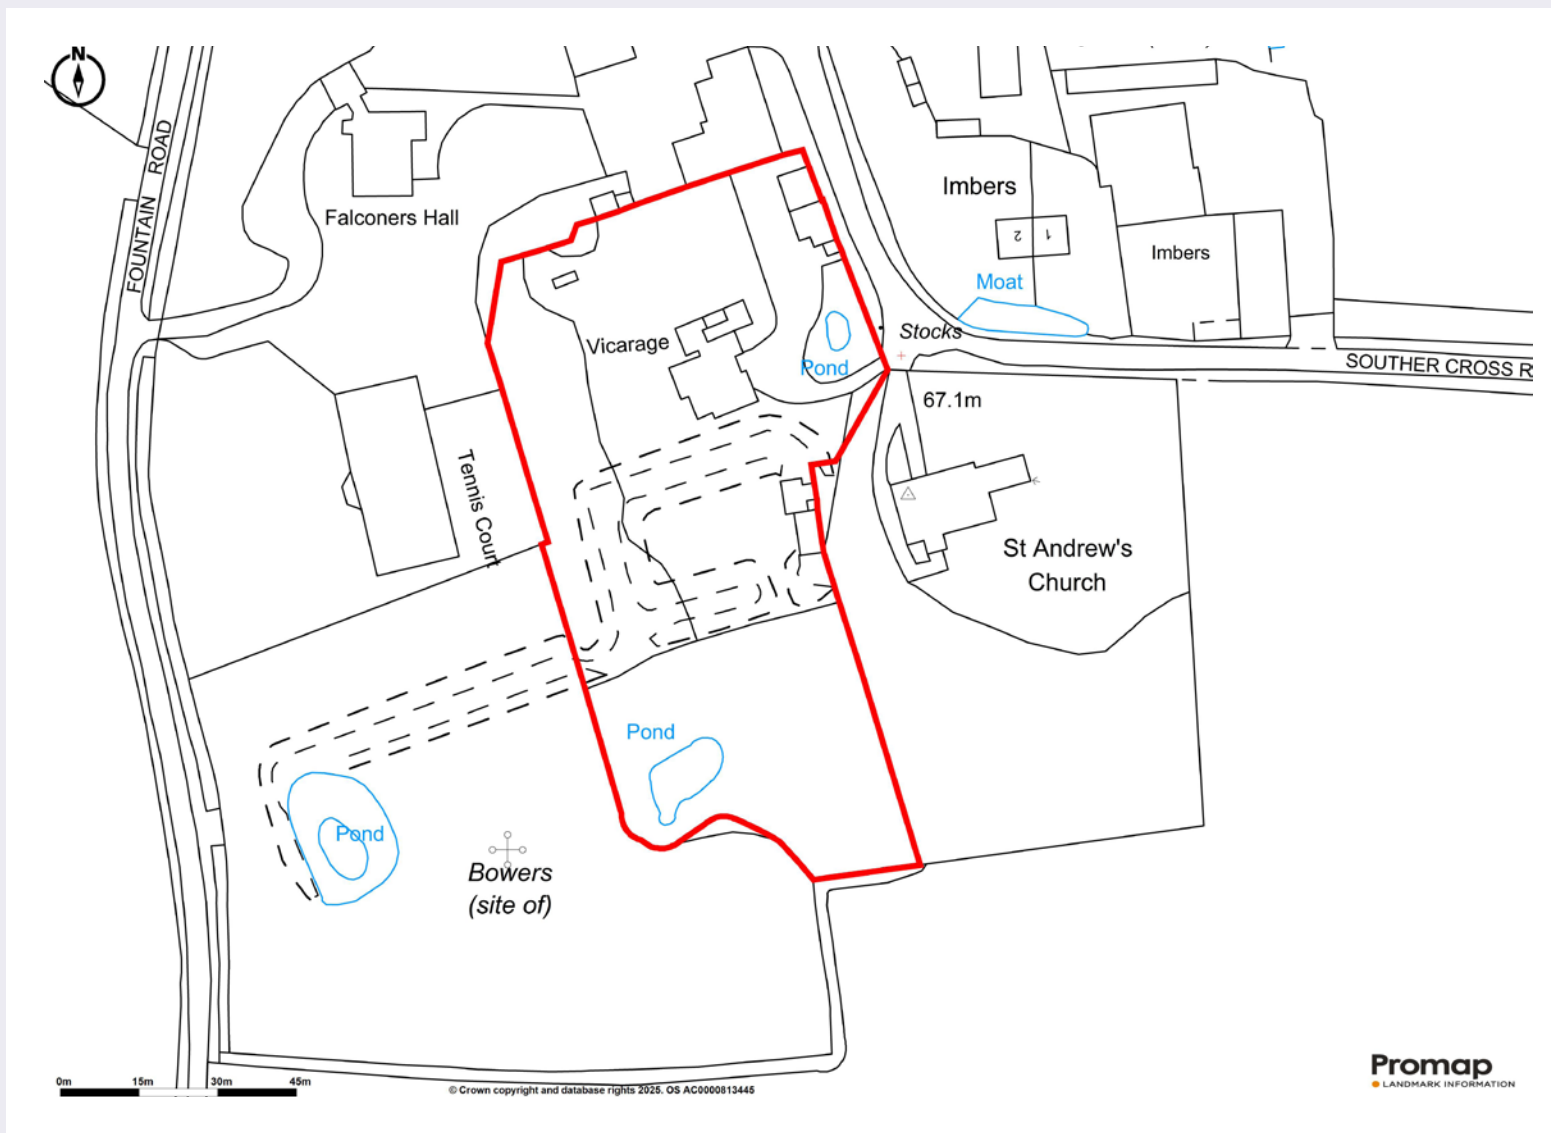 N
FOUNTAIN ROAD
Falconers Hall
Imbers
2
1
Imbers
Moat
Stocks
Vicarage
Pond
SOUTHER CROSS R
67.1m
Tennis Court
St Andrew's
Church
Pond
Pond
Bowers
(site of)
0m 15m 30m 45m
© Crown copyright and database rights 2025. OS AC0000813445
Promap
LANDMARK INFORMATION